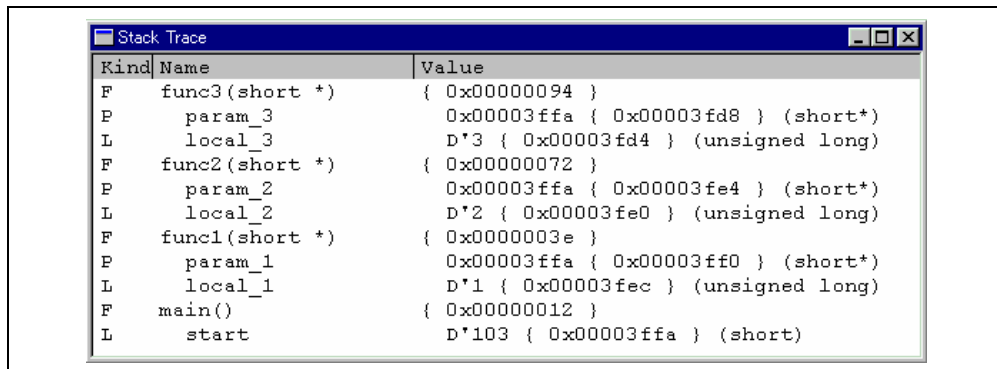 Stack Trace
Kind Name Value
F func3(short *) { 0x00000094 }
P param_3 0x00003ffa { 0x00003fd8 } (short*)
L local_3 D'3 { 0x00003fd4 } (unsigned long)
F func2(short *) { 0x00000072 }
P param_2 0x00003ffa { 0x00003fe4 } (short*)
L local_2 D'2 { 0x00003fe0 } (unsigned long)
F func1(short *) { 0x0000003e }
P param_1 0x00003ffa { 0x00003ff0 } (short*)
L local_1 D'1 { 0x00003fec } (unsigned long)
F main() { 0x00000012 }
L start D'103 { 0x00003ffa } (short)